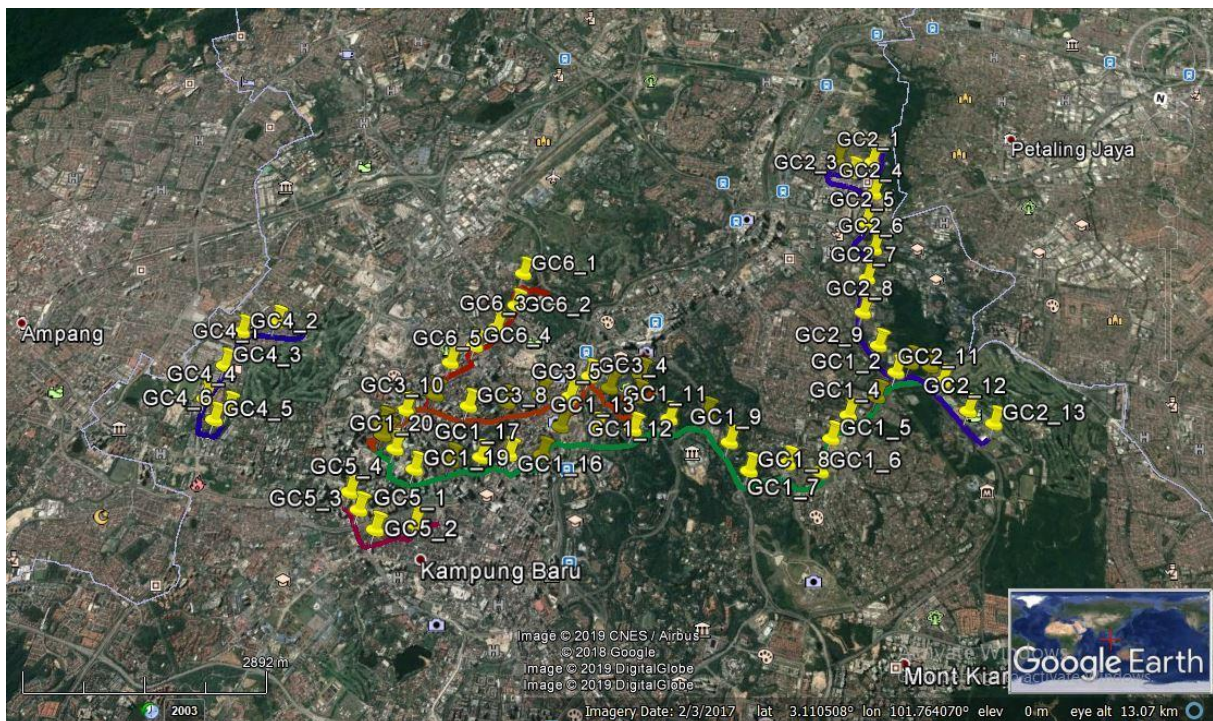 N
GC2_1
Petaling Jaya
GC2_3
GC2_4
GC2_5
GC2_6
GC2_7
GC6_1
GC2_8
GC6_3
GC6_2
GC4_1
GC4_2
Ampang
GC6_5
GC6_4
GC2_9
GC4_3
GC1_2
GC2_11
GC3_5
GC3_4
GC4_4
GC3_10
GC3_8
GC1_11
GC1_4
GC2_12
GC4_6
GC4_5
GC1_13
GC2_13
GC1_20
GC1_17
GC1_12
GC1_9
GC1_5
GC5_4
GC1_19
GC1_16
GC1_8
GC1_6
GC5_3
GC5_1
GC1_7
GC5_2
Kampung Baru
Image © 2019 CNES / Airbus
© 2018 Google
Image © 2019 DigitalGlobe
Image © 2019 DigitalGlobe
2892 m
Mont Kiar
Google Earth
2003
Imagery Date: 2/3/2017 lat 3.110508° lon 101.764070° elev 0 m eye alt 13.07 km